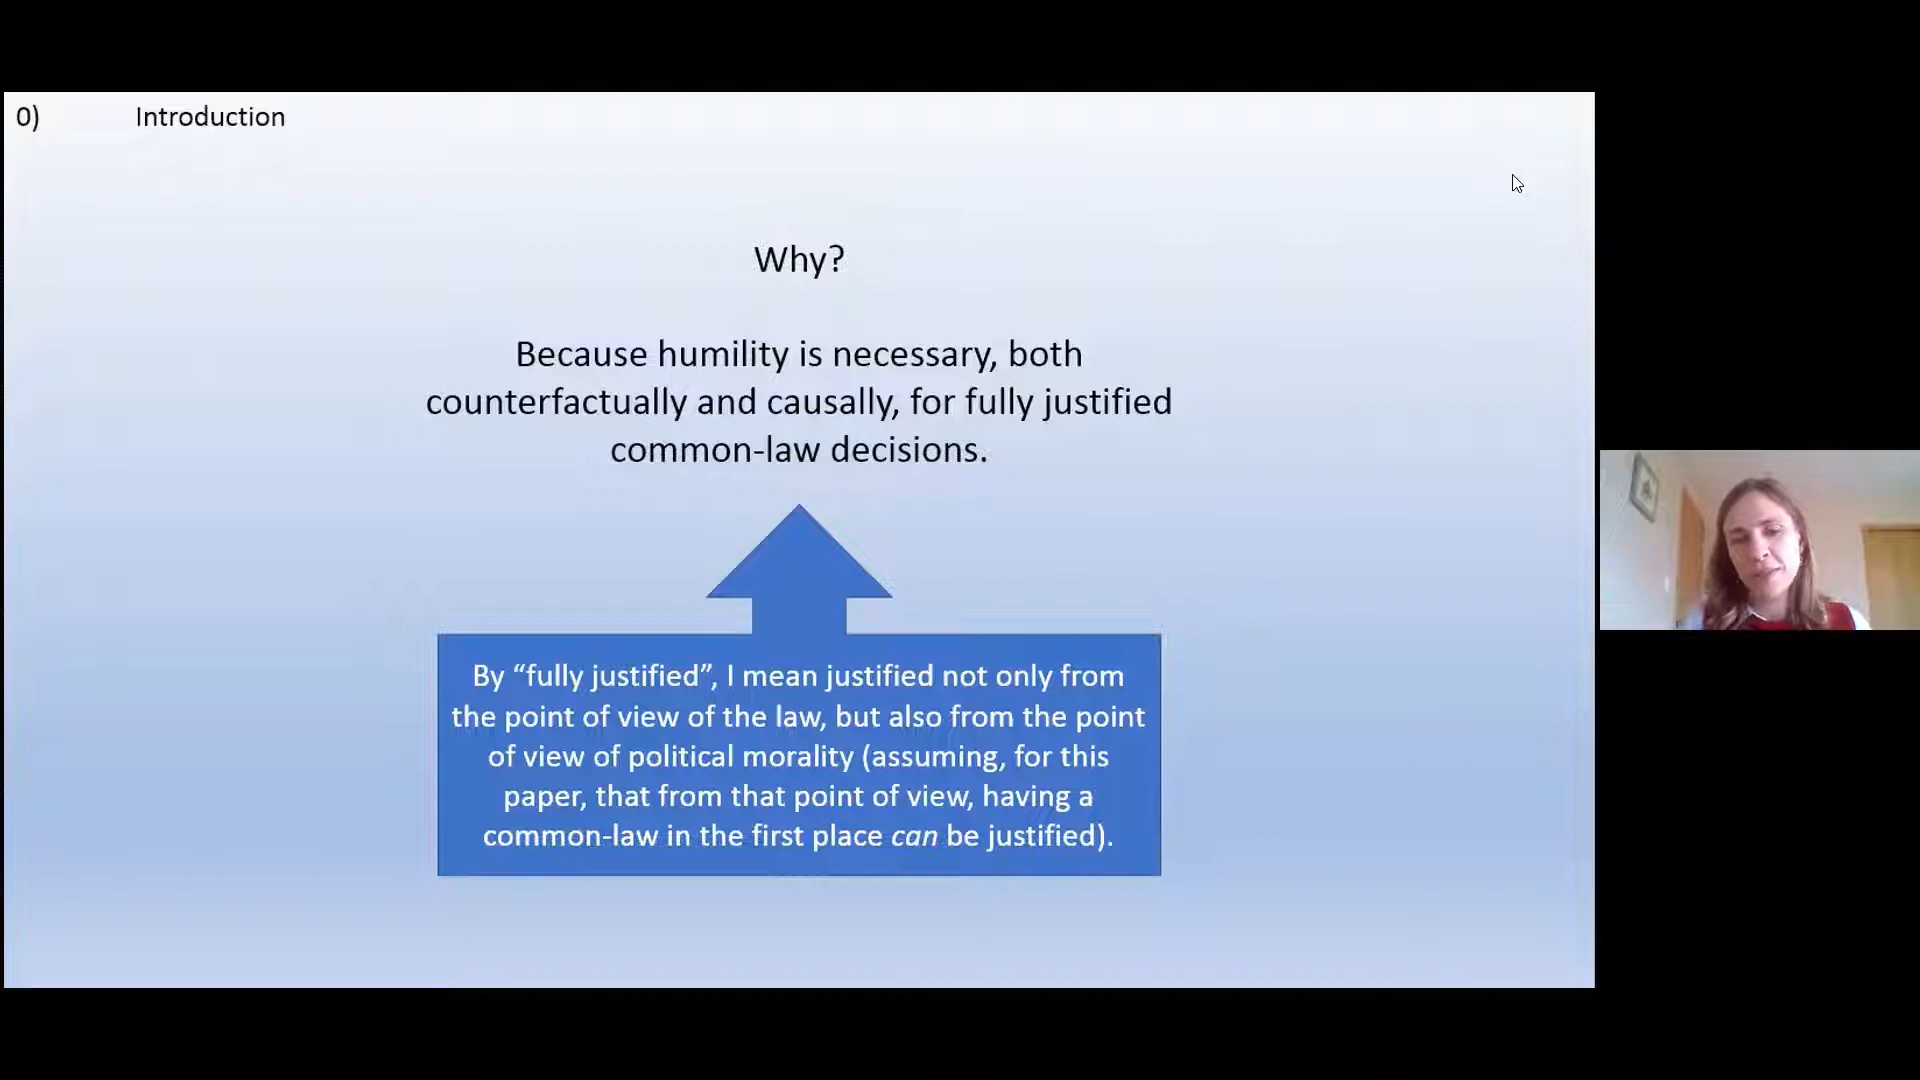 0) Introduction
Why?
Because humility is necessary, both
counterfactually and causally, for fully justified
common-law decisions.
By “fully justified”, I mean justified not only from
the point of view of the law, but also from the point
of view of political morality (assuming, for this
paper, that from that point of view, having a
common-law in the first place can be justified).